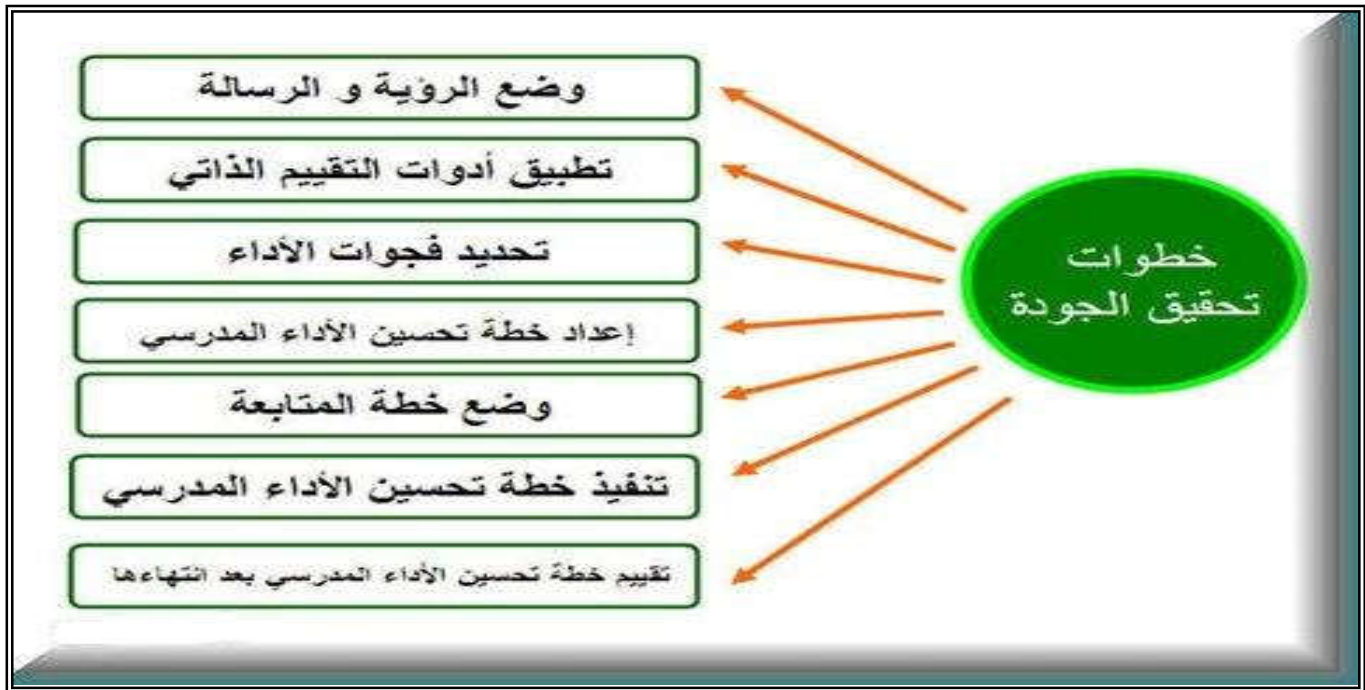 خطوات
تحقيق الجودة
وضع الرؤية و الرسالة
تطبيق أدوات التقييم الذاتي
تحديد فجوات الأداء
إعداد خطة تحسين الأداء المدرسي
وضع خطة المتابعة
تنفيذ خطة تحسين الأداء المدرسي
تقييم خطة تحسين الأداء المدرسي بعد انتهاءها